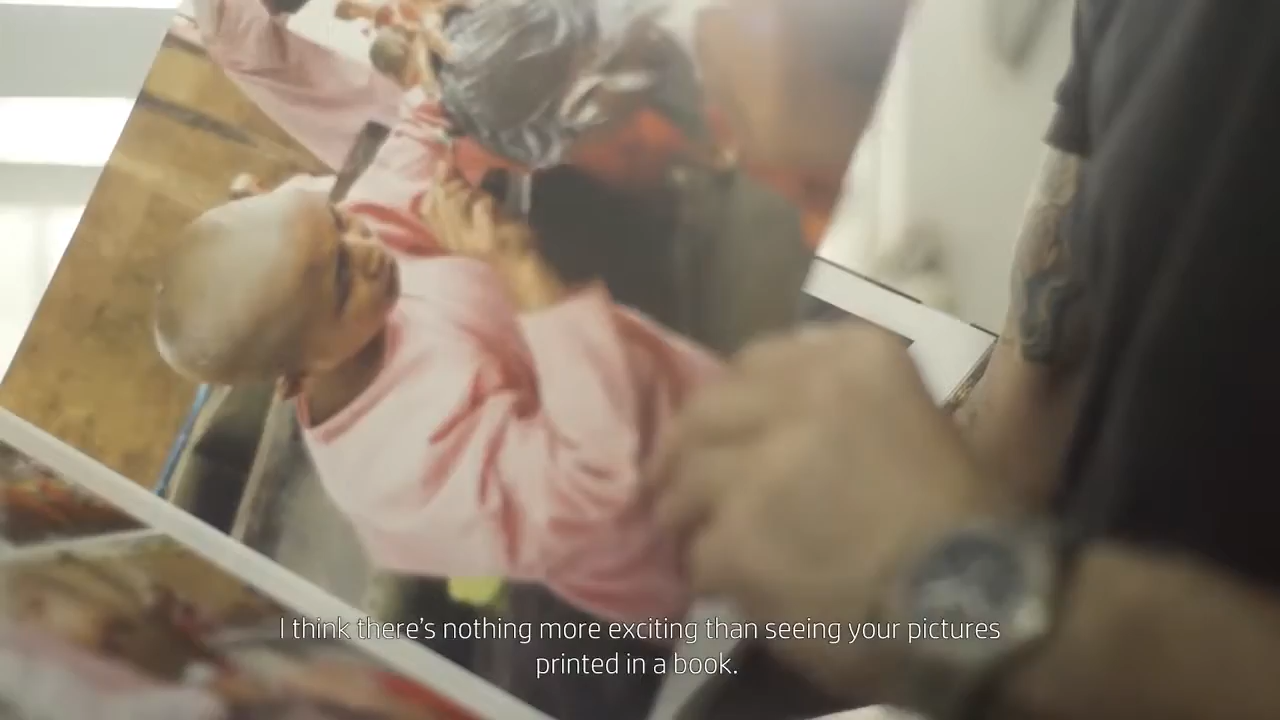 I think there's nothing more exciting than seeing your pictures
printed in a book.